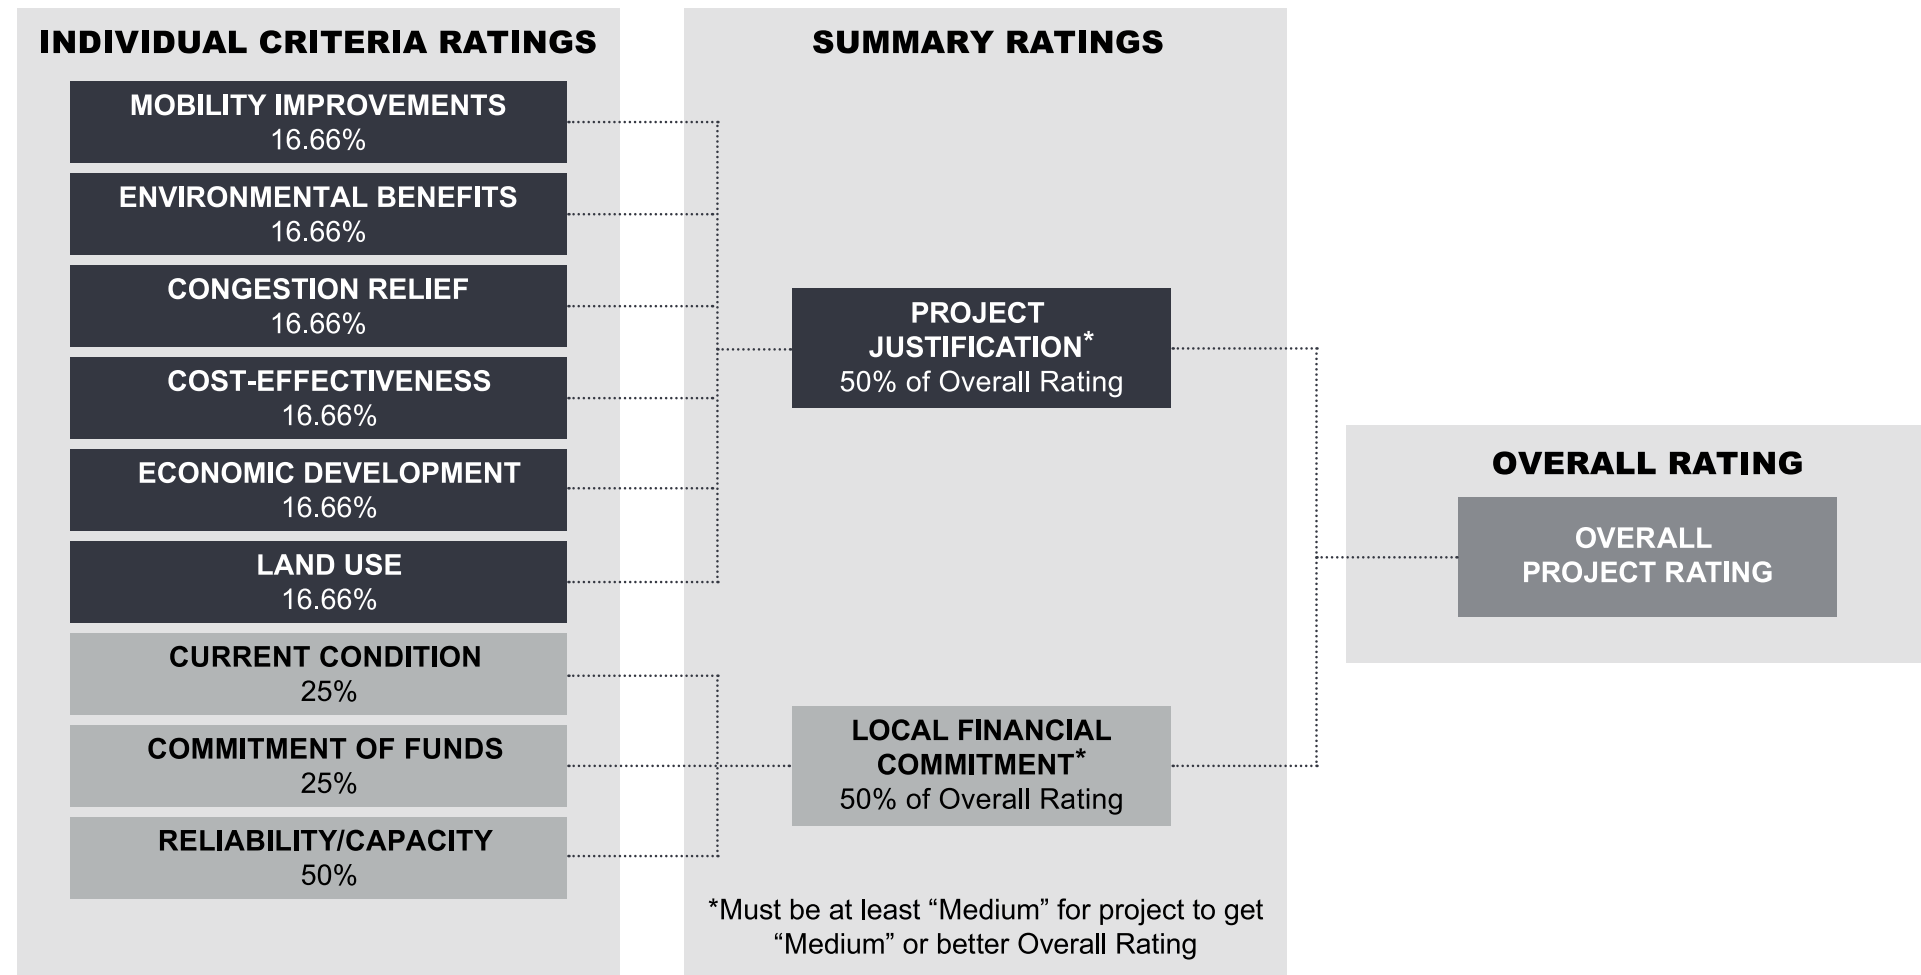 INDIVIDUAL CRITERIA RATINGS
MOBILITY IMPROVEMENTS
16.66%
ENVIRONMENTAL BENEFITS
16.66%
CONGESTION RELIEF
16.66%
COST-EFFECTIVENESS
16.66%
ECONOMIC DEVELOPMENT
16.66%
LAND USE
16.66%
CURRENT CONDITION
25%
COMMITMENT OF FUNDS
25%
RELIABILITY/CAPACITY
50%
SUMMARY RATINGS
PROJECT
JUSTIFICATION*
50% of Overall Rating
LOCAL FINANCIAL
COMMITMENT*
50% of Overall Rating
*Must be at least “Medium” for project to get
“Medium” or better Overall Rating
OVERALL RATING
OVERALL
PROJECT RATING